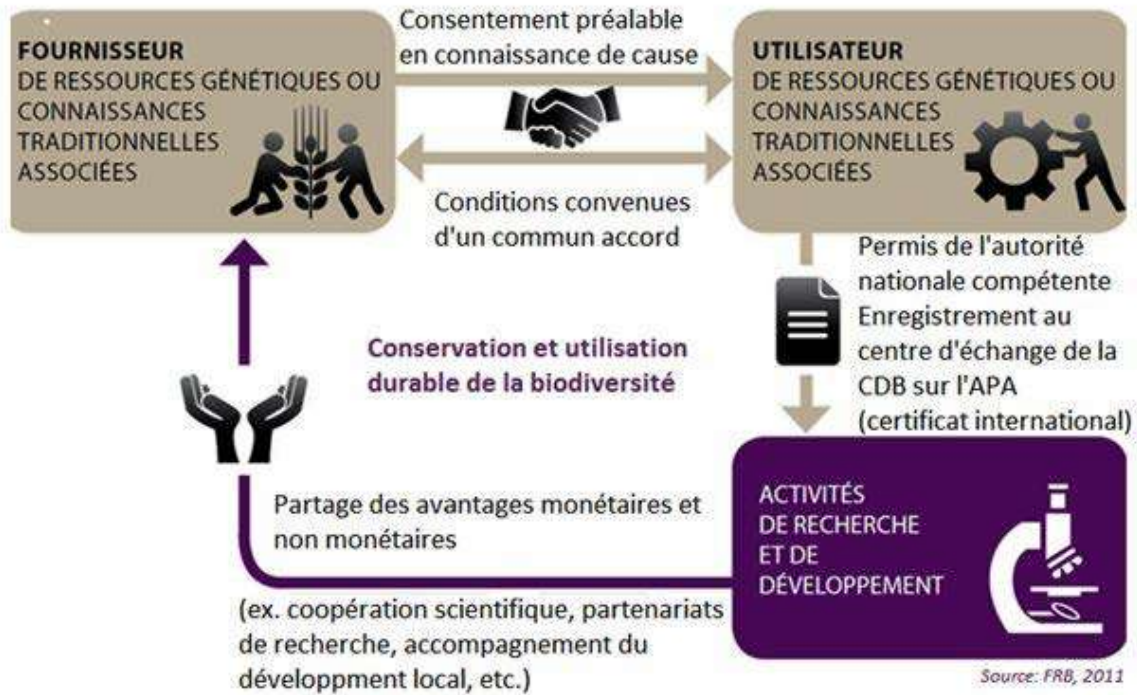 FOURNISSEUR
DE RESSOURCES GÉNÉTIQUES OU
CONNAISSANCES
TRADITIONNELLES
ASSOCIÉES
Consentement préalable
en connaissance de cause
Conditions convenues
d'un commun accord
UTILISATEUR
DE RESSOURCES GÉNÉTIQUES OU
CONNAISSANCES
TRADITIONNELLES
ASSOCIÉES
Permis de l'autorité
nationale compétente
Enregistrement au
centre d'échange de la
CDB sur l'APA
(certificat international)
Conservation et utilisation
durable de la biodiversité
ACTIVITÉS
DE RECHERCHE
ET DE
DÉVELOPPEMENT
Partage des avantages monétaires et
non monétaires
(ex. coopération scientifique, partenariats
de recherche, accompagnement du
développment local, etc.)
Source: FRB, 2011